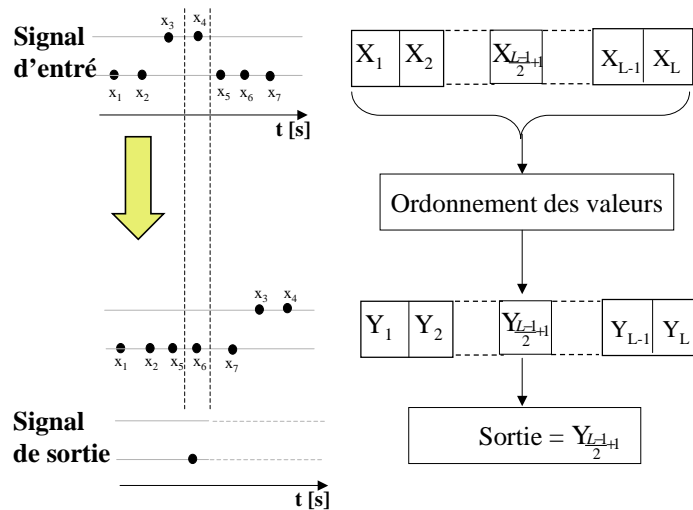 Signal
d'entré
x3 x4
x1 x2 x5 x6 x7
t [s]
x3 x4
x1 x2 x5 x6 x7
Signal
de sortie
t [s]
X1 X2 X(L-1)/2+1 XL-1 XL
Ordonnement des valeurs
Y1 Y2 Y(L-1)/2+1 YL-1 YL
Sortie = Y(L-1)/2+1